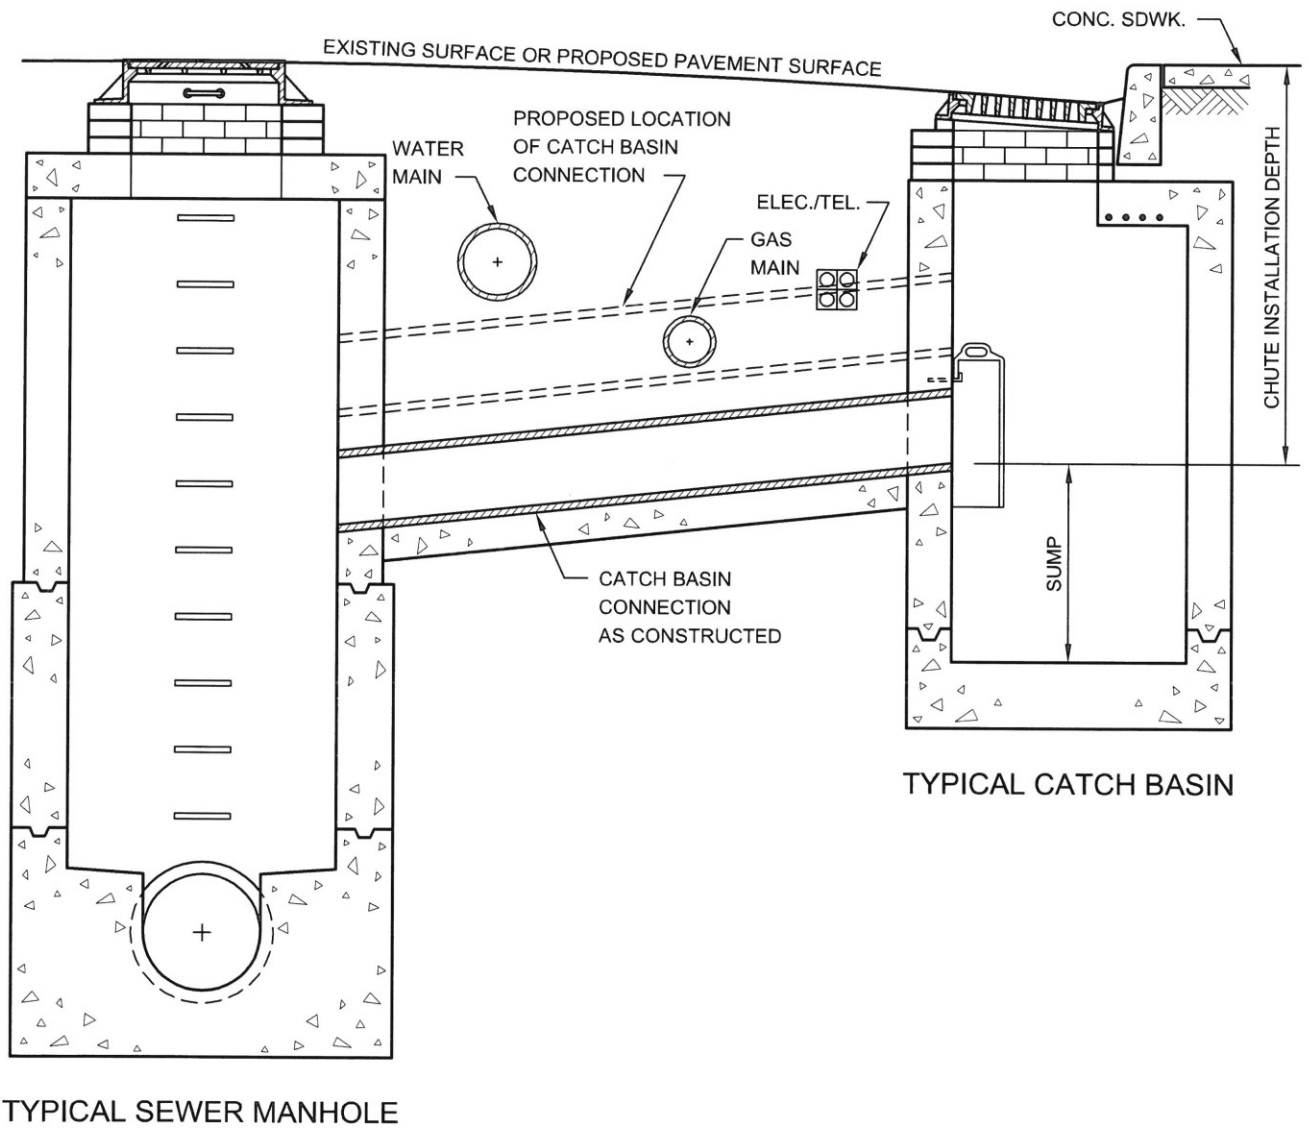 CONC. SDWK.
EXISTING SURFACE OR PROPOSED PAVEMENT SURFACE
PROPOSED LOCATION
OF CATCH BASIN
CONNECTION
WATER
MAIN
ELEC./TEL.
GAS
MAIN
CHUTE INSTALLATION DEPTH
SUMP
CATCH BASIN
CONNECTION
AS CONSTRUCTED
TYPICAL CATCH BASIN
TYPICAL SEWER MANHOLE